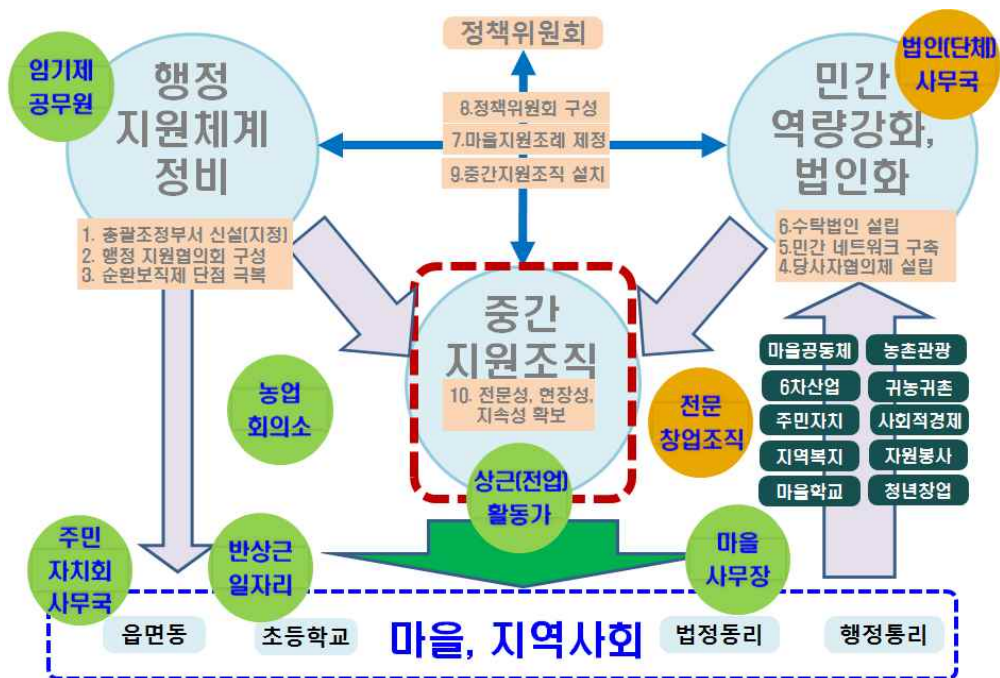 정책위원회
임기제
공무원
행정
지원체계
정비
1. 총괄조정부서 신설(지정)
2. 행정 지원협의회 구성
3. 순환보직제 단점 극복
8.정책위원회 구성
7.마을지원조례 제정
9.중간지원조직 설치
법인(단체)
사무국
민간
역량강화,
법인화
6.수탁법인 설립
5.민간 네트워크 구축
4.당사자협의체 설립
중간
지원조직
10. 전문성, 현장성,
지속성 확보
농업
회의소
전문
창업조직
마을공동체
농촌관광
6차산업
귀농귀촌
주민자치
사회적경제
지역복지
자원봉사
마을학교
청년창업
상근(전업)
활동가
주민
자치회
사무국
반상근
일자리
마을
사무장
읍면동
초등학교
마을, 지역사회
법정동리
행정통리